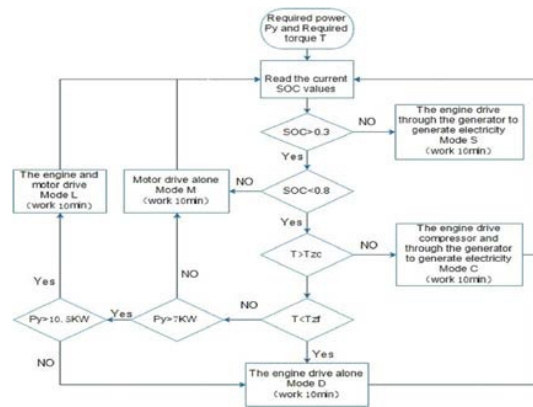 Required power
Py and Required
torque T
Read the current
SOC values
NO
SOC>0.3
The engine drive
through the generator to
generate electricity
Mode S
(work 10min)
Yes
The engine and
motor drive
Mode L
(work 10min)
Motor drive alone
Mode M
(work 10min)
NO
SOC<0.8
Yes
T>Tzc
NO
The engine drive
compressor and
through the generator
to generate electricity
Mode C
(work 10min)
Yes
NO
Yes
Py>10.5KW
Yes
Py>7KW
NO
T<Tzf
NO
Yes
The engine drive alone
Mode D
(work 10min)